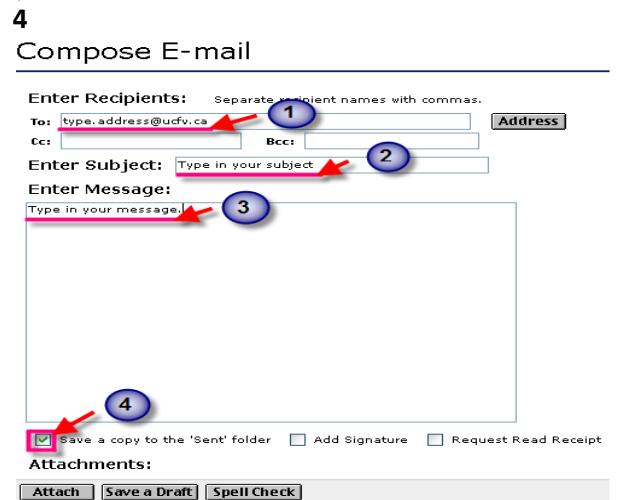 4
Compose E-mail
Enter Recipients: Separate recipient names with commas.
1
To: type.address@ucfv.ca Address
Cc: Bcc:
2
Enter Subject: Type in your subject
Enter Message:
Type in your message. 3
4
Save a copy to the 'Sent' folder Add Signature Request Read Receipt
Attachments:
Attach Save a Draft Spell Check